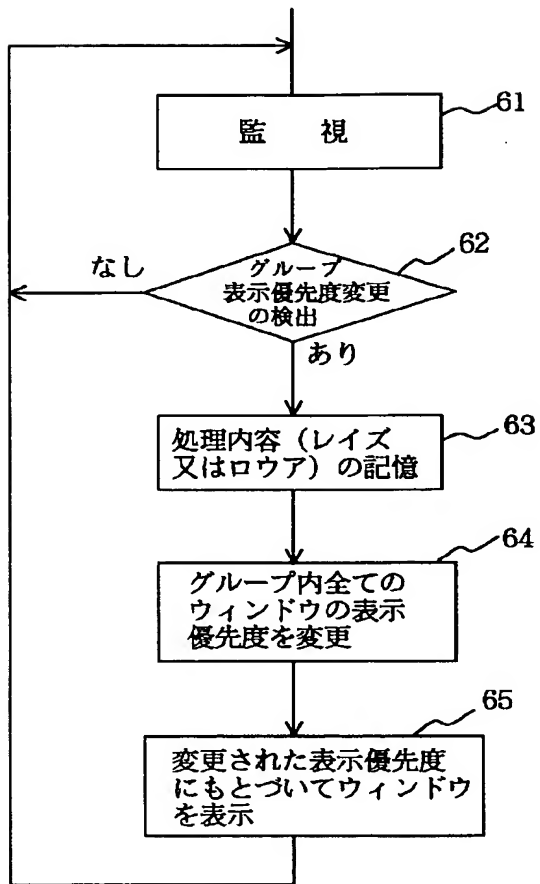 61
監 視
62
なし
グループ
表示優先度変更
の検出
あり
63
処理内容（レイズ
又はロウア）の記憶
64
グループ内全ての
ウィンドウの表示
優先度を変更
65
変更された表示優先度
にもとづいてウィンドウ
を表示